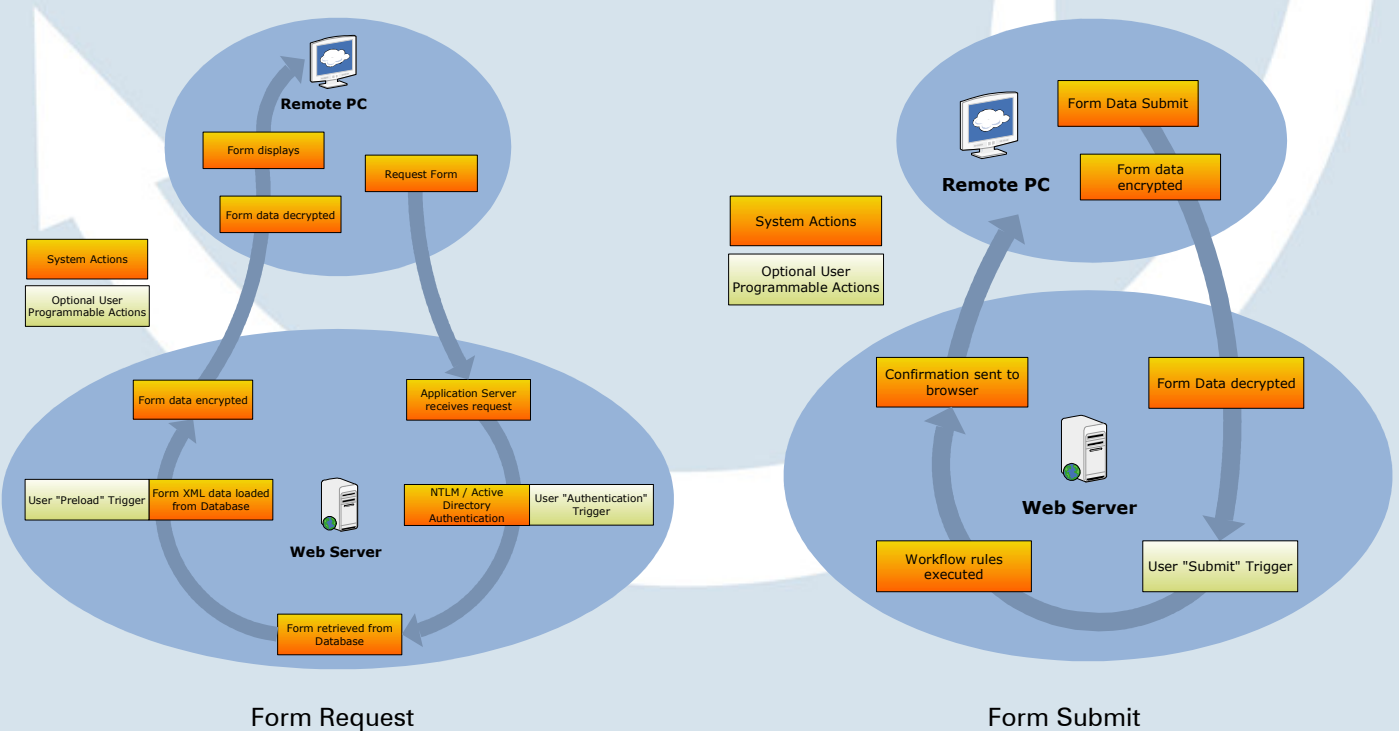 Remote PC
Form displays
Request Form
Form data decrypted
System Actions
Optional User
Programmable Actions
Form data encrypted
Application Server
receives request
User "Preload" Trigger
Form XML data loaded
from Database
NTLM / Active
Directory
Authentication
User "Authentication"
Trigger
Web Server
Form retrieved from
Database
Form Request
Form Data Submit
Remote PC
Form data
encrypted
System Actions
Optional User
Programmable Actions
Confirmation sent to
browser
Form Data decrypted
Web Server
Workflow rules
executed
User "Submit" Trigger
Form Submit